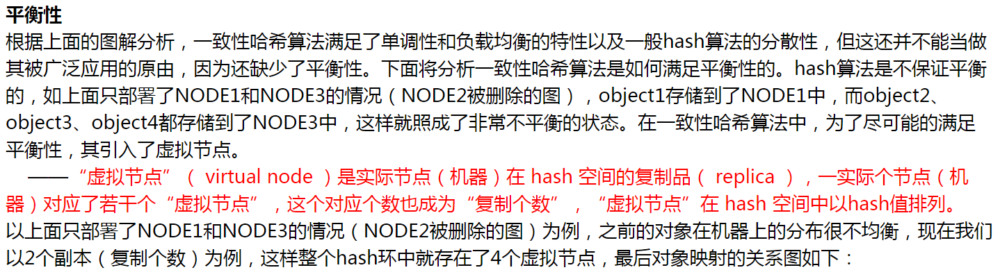 平衡性
根据上面的图解分析，一致性哈希算法满足了单调性和负载均衡的特性以及一般hash算法的分散性，但这还并不能当做
其被广泛应用的原由，因为还缺少了平衡性。下面将分析一致性哈希算法是如何满足平衡性的。hash算法是不保证平衡
的，如上面只部署了NODE1和NODE3的情况（NODE2被删除的图），object1存储到了NODE1中，而object2、
object3、object4都存储到了NODE3中，这样就照成了非常不平衡的状态。在一致性哈希算法中，为了尽可能的满足
平衡性，其引入了虚拟节点。
——“虚拟节点”（ virtual node ）是实际节点（机器）在 hash 空间的复制品（ replica ），一实际个节点（机
器）对应了若干个“虚拟节点”，这个对应个数也成为“复制个数”，“虚拟节点”在 hash 空间中以hash值排列。
以上面只部署了NODE1和NODE3的情况（NODE2被删除的图）为例，之前的对象在机器上的分布很不均衡，现在我们
以2个副本（复制个数）为例，这样整个hash环中就存在了4个虚拟节点，最后对象映射的关系图如下：